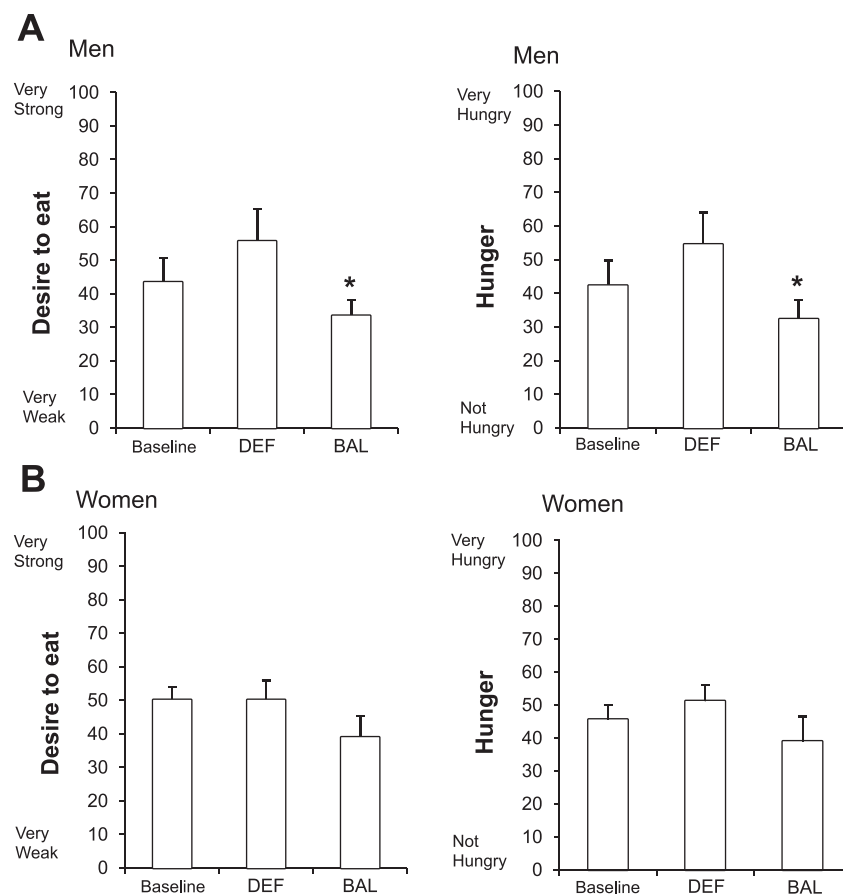 A
Men
Very
Strong
100
90
80
70
60
50
40
30
20
10
0
Very
Weak
Desire to eat
*
Baseline DEF BAL
Men
Very
Hungry
100
90
80
70
60
50
40
30
20
10
0
Not
Hungry
Hunger
*
Baseline DEF BAL
B
Women
Very
Strong
100
90
80
70
60
50
40
30
20
10
0
Very
Weak
Desire to eat
Baseline DEF BAL
Women
Very
Hungry
100
90
80
70
60
50
40
30
20
10
0
Not
Hungry
Hunger
Baseline DEF BAL